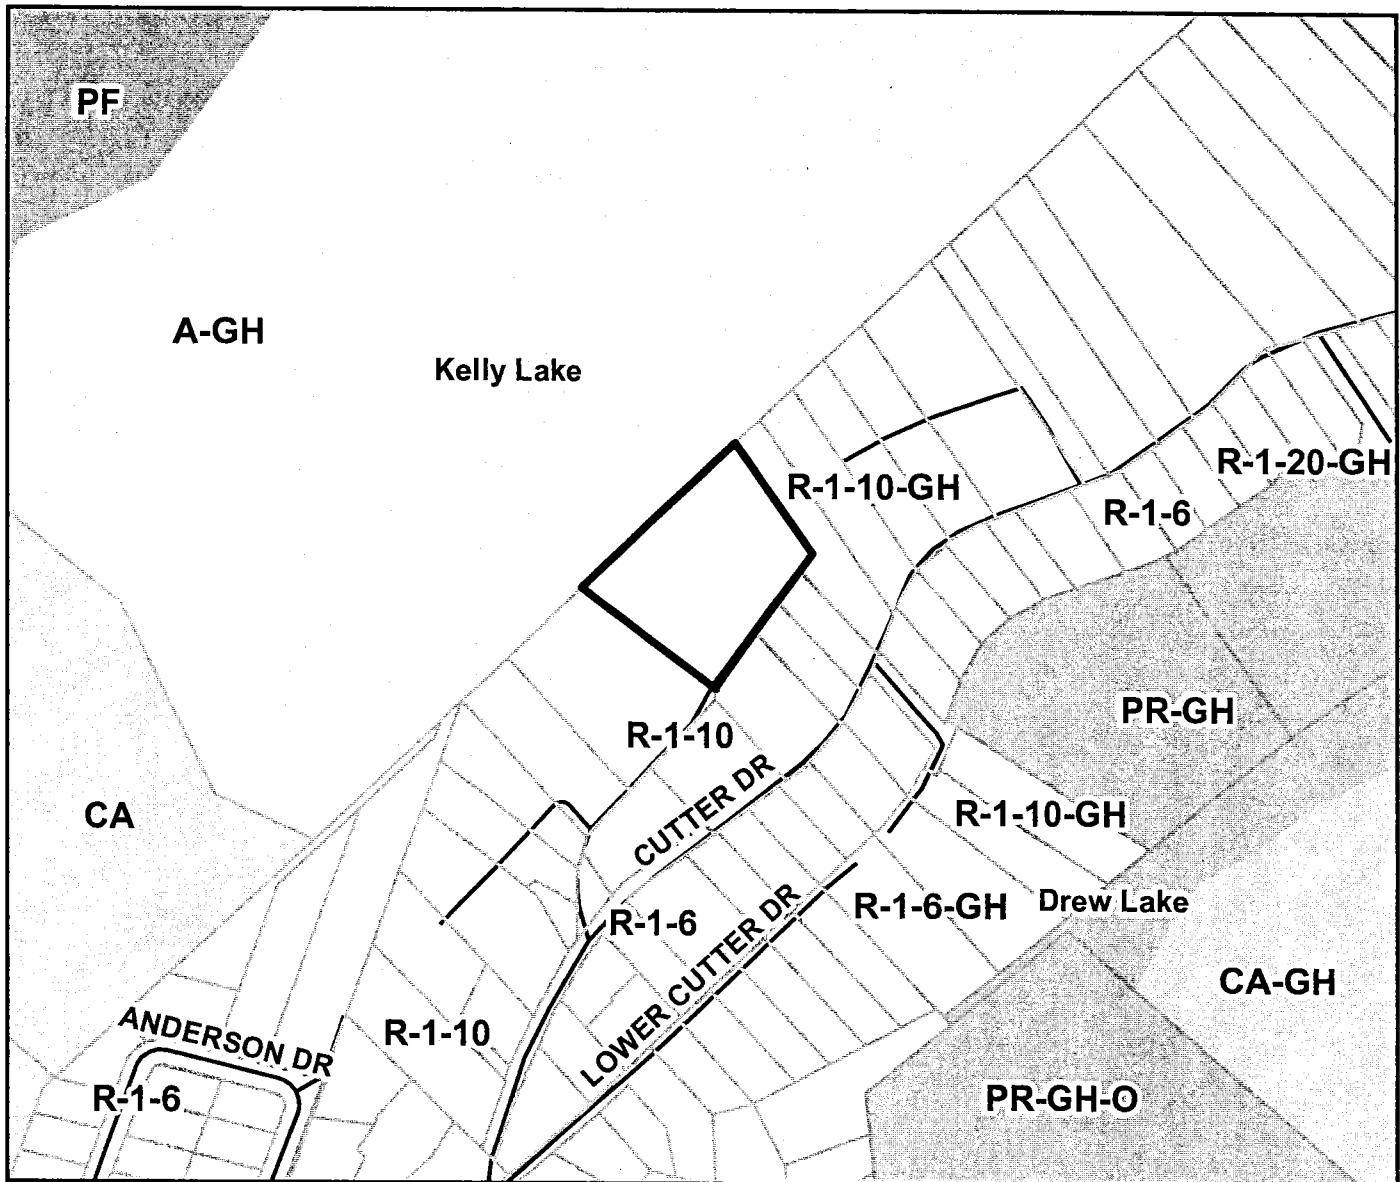 PF
A-GH
Kelly Lake
R-1-10-GH
R-1-20-GH
R-1-6
R-1-10
PR-GH
CUTTER DR
CA
R-1-10-GH
R-1-6
R-1-6-GH
Drew Lake
LOWER CUTTER DR
CA-GH
ANDERSON DR
R-1-10
R-1-6
PR-GH-O